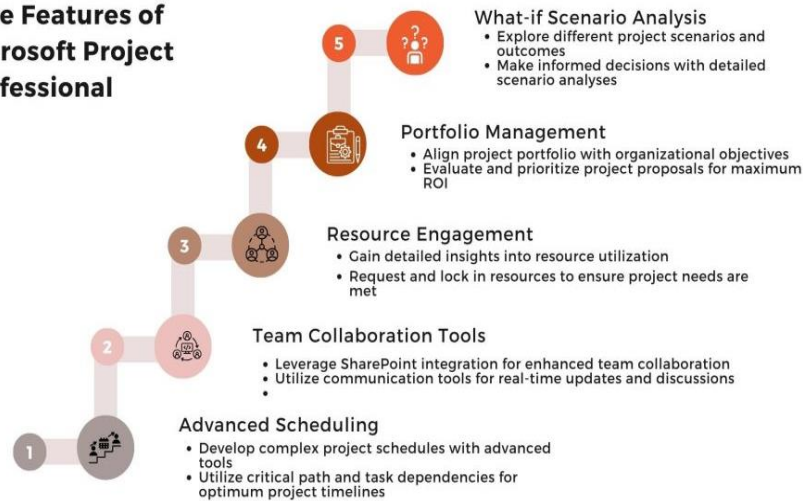 e Features of
rosoft Project
fessional
5
What-if Scenario Analysis
• Explore different project scenarios and
outcomes
• Make informed decisions with detailed
scenario analyses
4
Portfolio Management
• Align project portfolio with organizational objectives
• Evaluate and prioritize project proposals for maximum
ROI
3
Resource Engagement
• Gain detailed insights into resource utilization
• Request and lock in resources to ensure project needs are
met
2
Team Collaboration Tools
• Leverage SharePoint integration for enhanced team collaboration
• Utilize communication tools for real-time updates and discussions
•
1
Advanced Scheduling
• Develop complex project schedules with advanced
tools
• Utilize critical path and task dependencies for
optimum project timelines